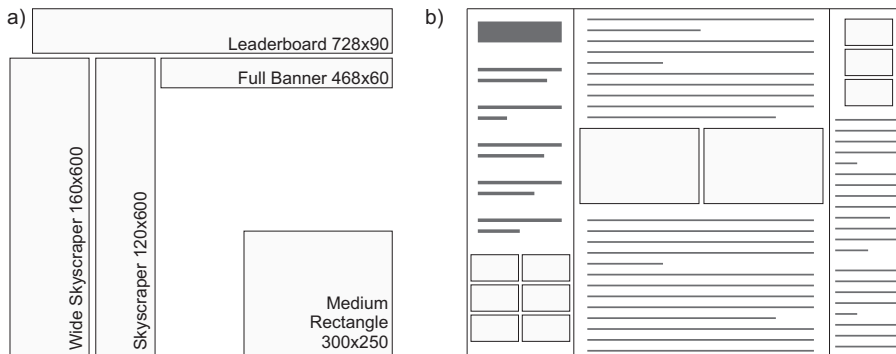 a)
Leaderboard 728x90
Full Banner 468x60
Wide Skyscraper 160x600
Skyscraper 120x600
Medium
Rectangle
300x250
b)